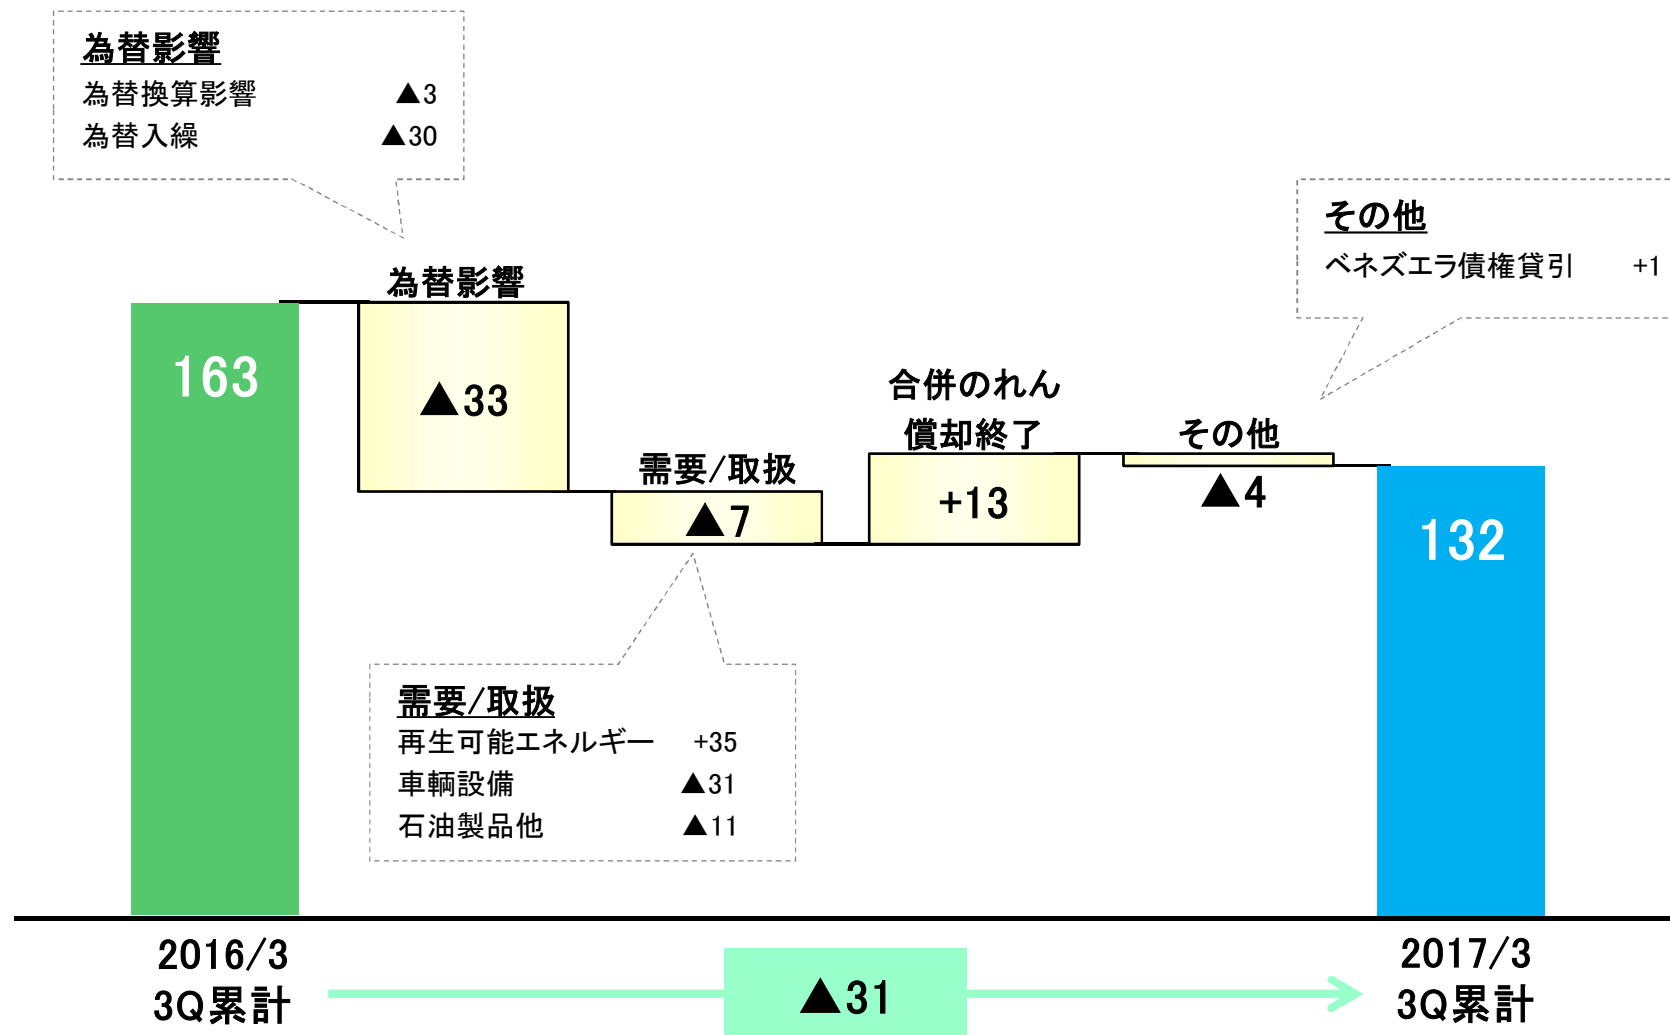 為替影響
為替換算影響 ▲3
為替入繰 ▲30
その他
ベネズエラ債権貸引 +1
為替影響
163
▲33
合併のれん
償却終了
その他
需要/取扱
▲7
+13
▲4
132
需要/取扱
再生可能エネルギー +35
車輌設備 ▲31
石油製品他 ▲11
2016/3
3Q累計
▲31
2017/3
3Q累計